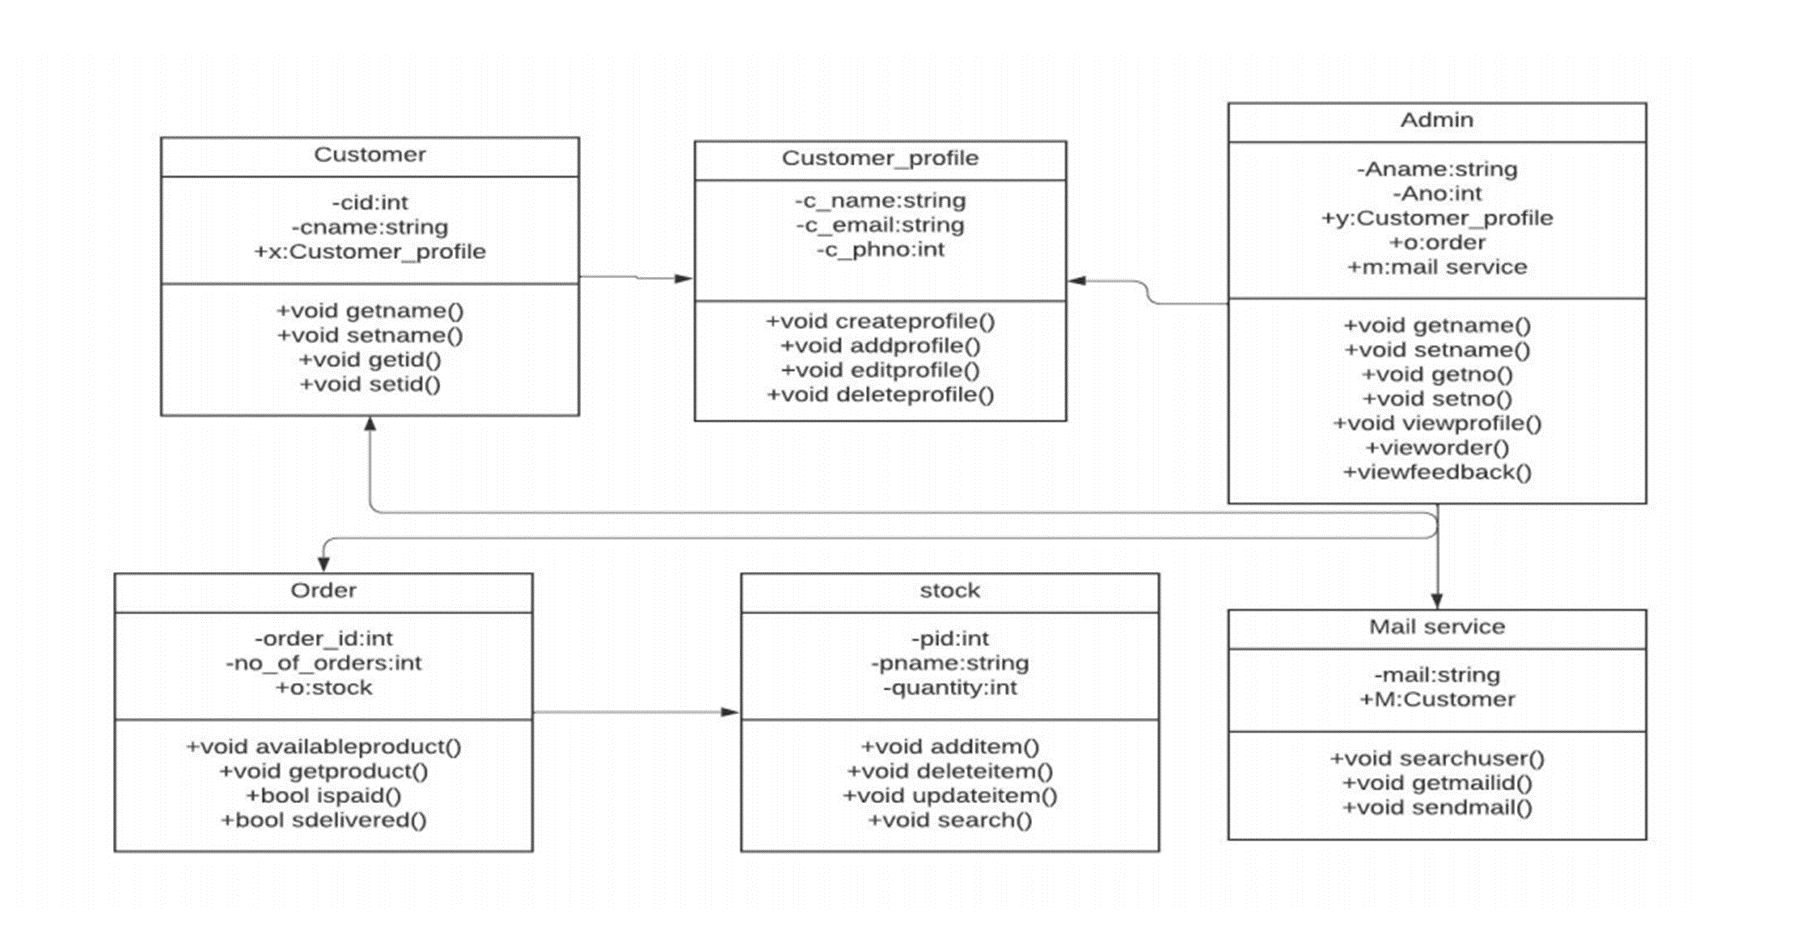 Customer
-cid:int
-cname:string
+x:Customer_profile
+void getname()
+void setname()
+void getid()
+void setid()
Customer_profile
-c_name:string
-c_email:string
-c_phno:int
+void createprofile()
+void addprofile()
+void editprofile()
+void deleteprofile()
Admin
-Aname:string
-Ano:int
+y:Customer_profile
+o:order
+m:mail service
+void getname()
+void setname()
+void getno()
+void setno()
+void viewprofile()
+vieworder()
+viewfeedback()
Order
-order_id:int
-no_of_orders:int
+o:stock
+void availableproduct()
+void getproduct()
+bool ispaid()
+bool sdelivered()
stock
-pid:int
-pname:string
-quantity:int
+void additem()
+void deleteitem()
+void updateitem()
+void search()
Mail service
-mail:string
+M:Customer
+void searchuser()
+void getmailid()
+void sendmail()